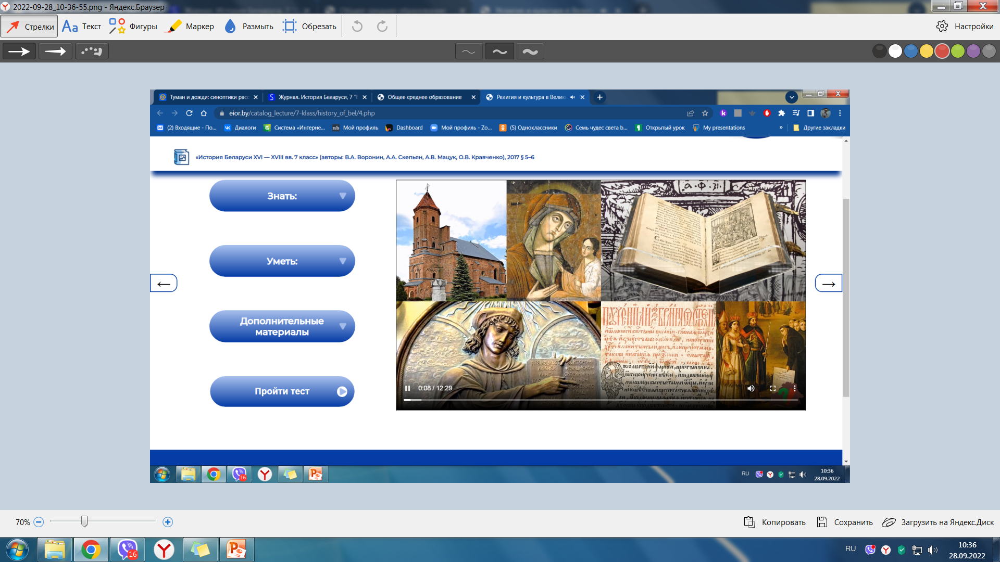 2022-09-28_10-36-55.png - Яндекс.Браузер
Стрелки
Текст
Фигуры
Маркер
Размыть
Обрезать
Настройки
Туман и дожди: синоптики расс
Журнал. История Беларуси, 7 "
Общее среднее образование
Религия и культура в Велик
eior.by/catalog_lecture/7-klass/history_of_bel/4.php
(2) Входящие - По...
Диалоги
Система «Интерне...
Мой профиль
Dashboard
Мой профиль - Zo...
(5) Одноклассники
Семь чудес света в...
Открытый урок
My presentations
»
Другие закладки
«История Беларуси XVI — XVIII вв. 7 класс» (авторы: В.А. Воронин, А.А. Скепьян, А.В. Мацук, О.В. Кравченко), 2017 § 5–6
Знать:
Уметь:
Дополнительные
материалы
Пройти тест
0:08 / 12:29
16
RU
10:36
28.09.2022
70%
Копировать
Сохранить
Загрузить на Яндекс.Диск
16
RU
10:36
28.09.2022